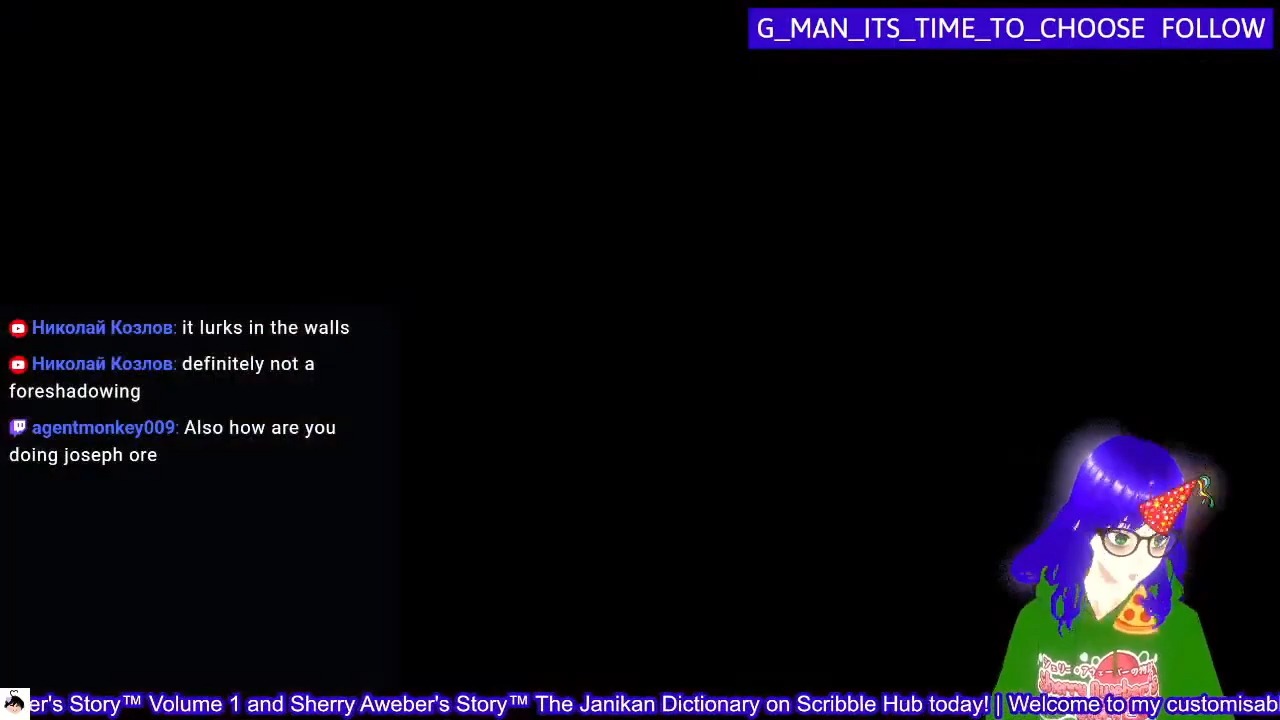 G_MAN_ITS_TIME_TO_CHOOSE FOLLOW
Николай Козлов: it lurks in the walls
Николай Козлов: definitely not a
foreshadowing
agentmonkey009: Also how are you
doing joseph ore
er's Story™ Volume 1 and Sherry Aweber's Story™ The Janikan Dictionary on Scribble Hub today! | Welcome to my customisab